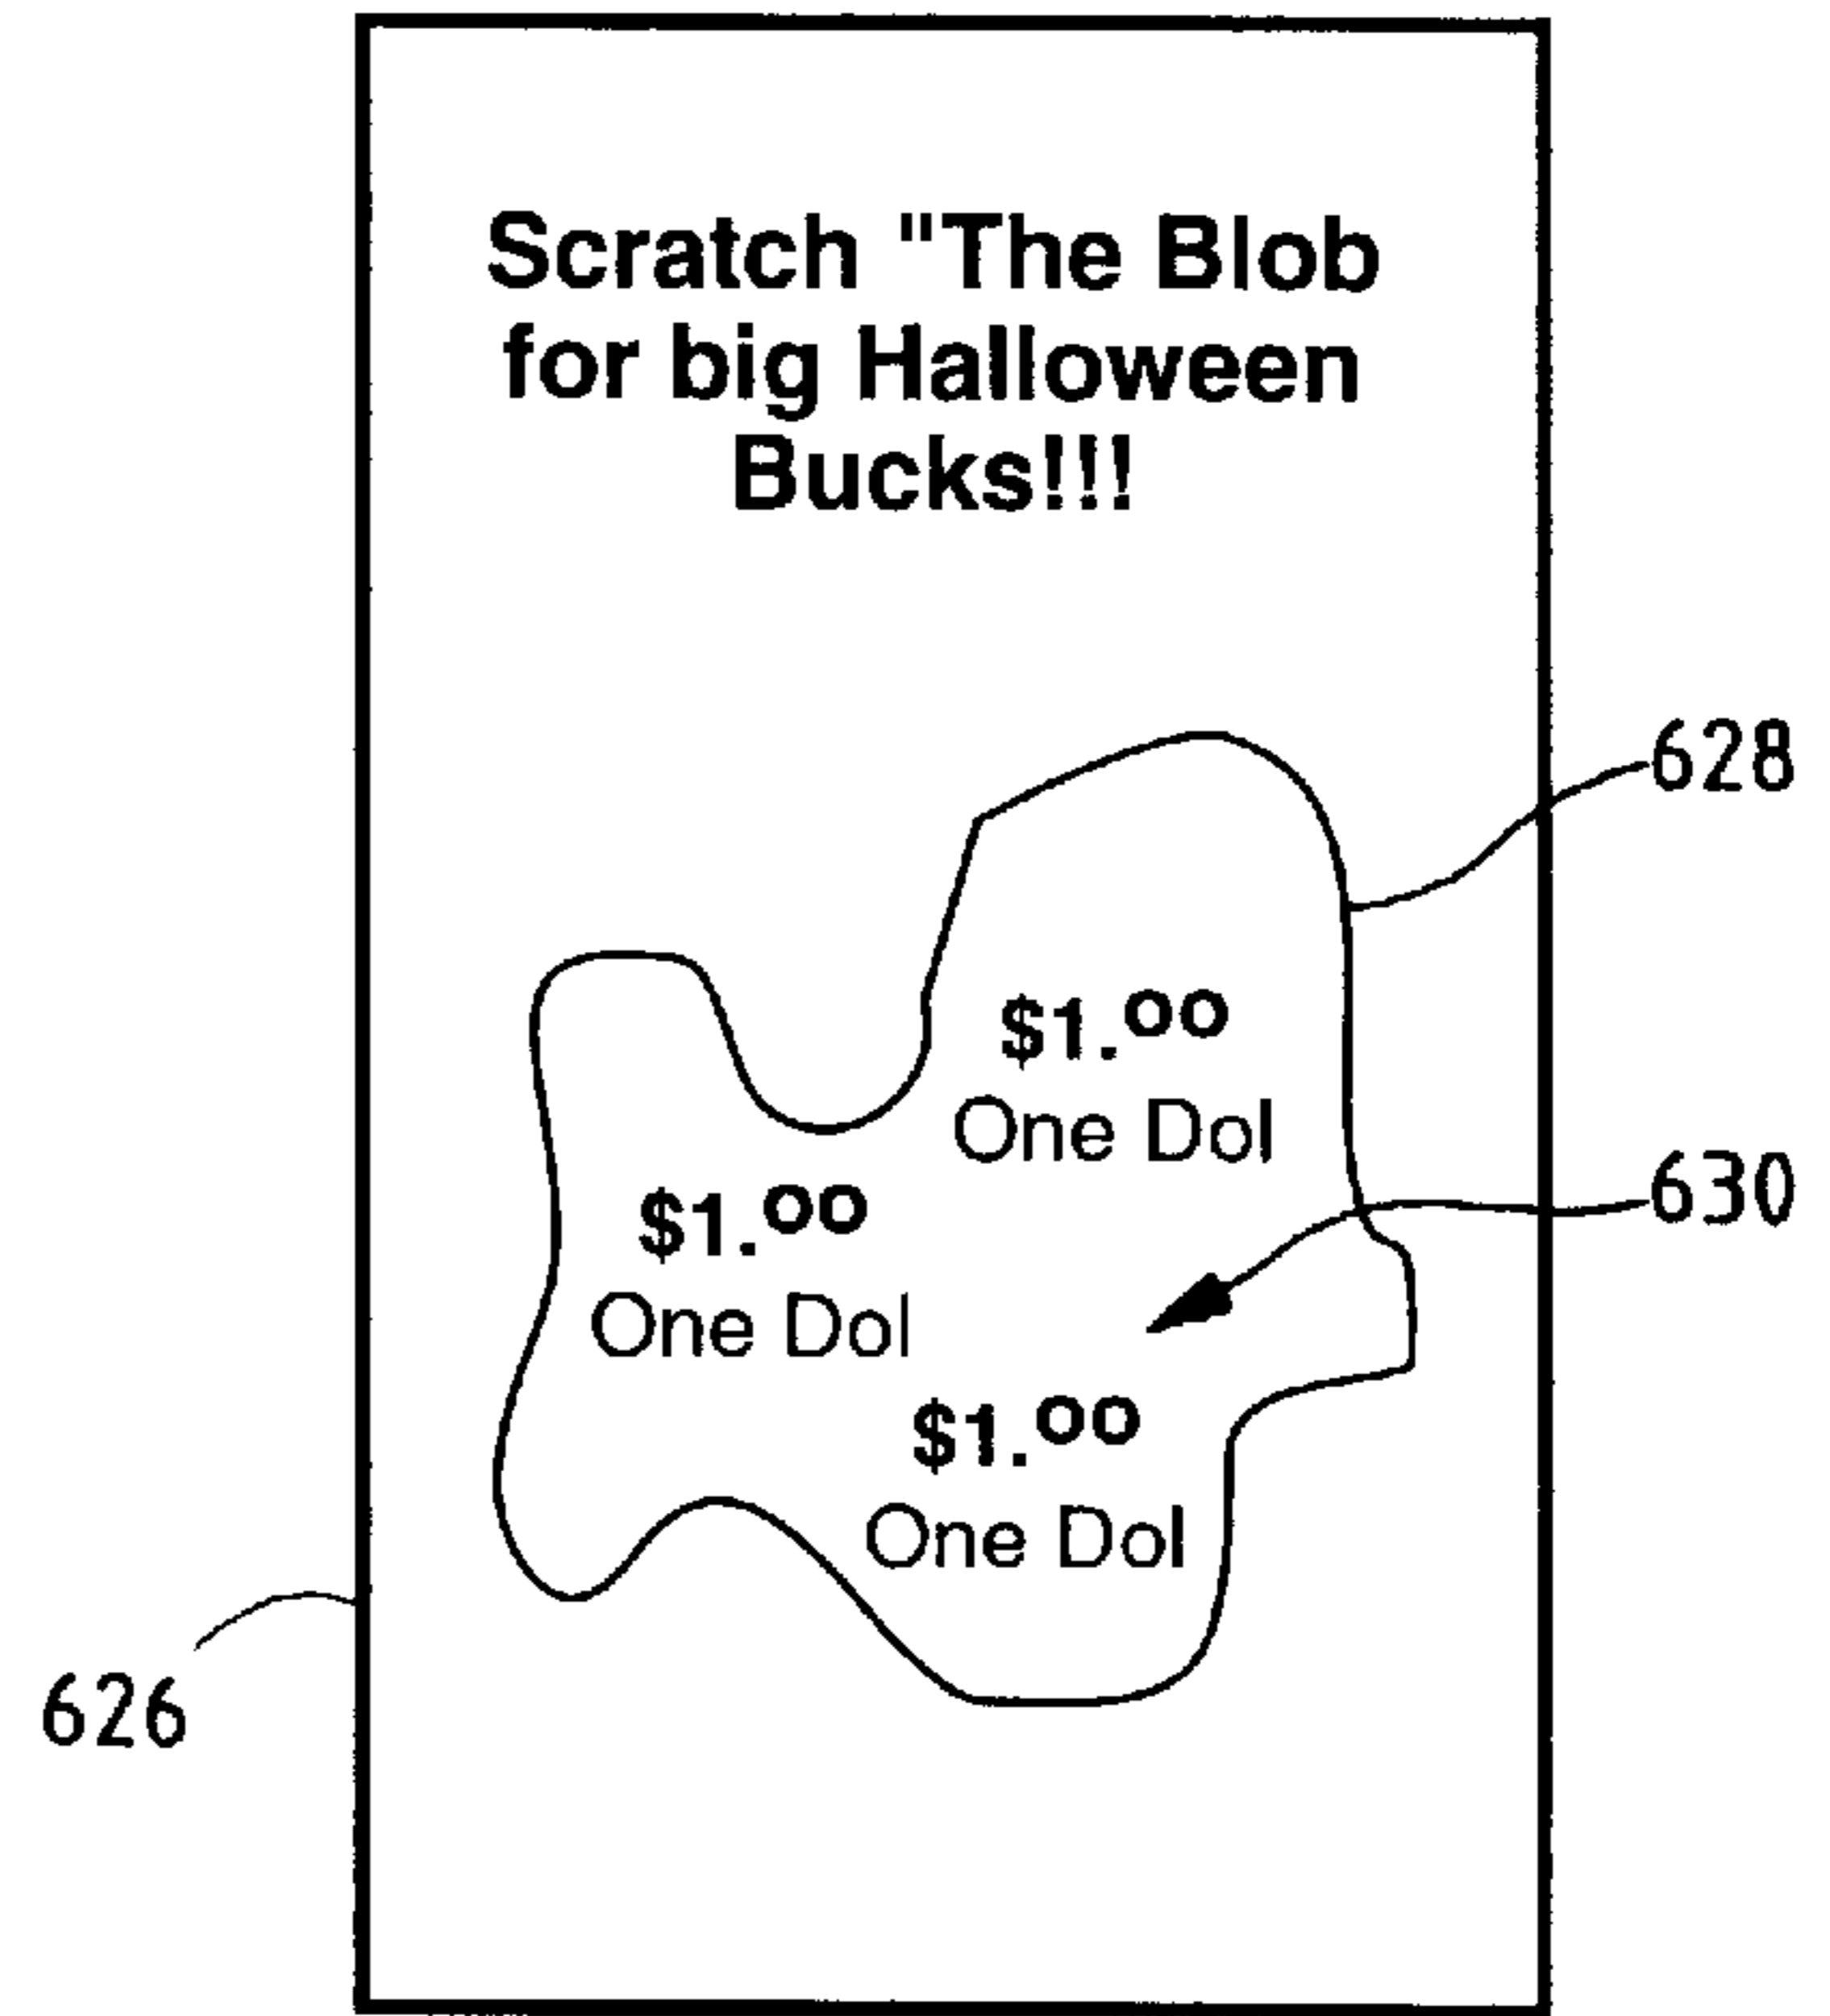 Scratch "The Blob
for big Halloween
Bucks!!!
628
$1.00
One Dol
630
$1.00
One Dol
$1.00
One Dol
626